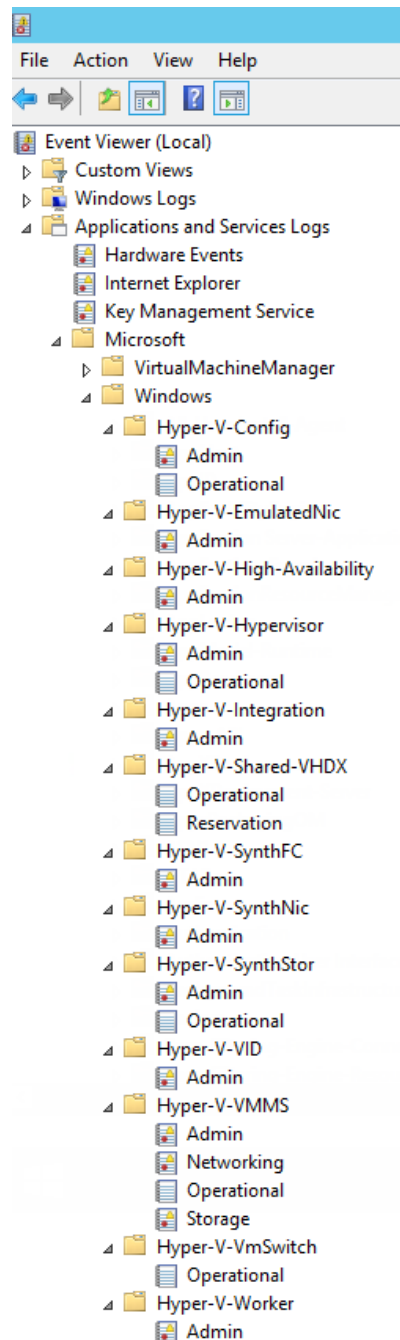 File Action View Help
Event Viewer (Local)
Custom Views
Windows Logs
Applications and Services Logs
Hardware Events
Internet Explorer
Key Management Service
Microsoft
VirtualMachineManager
Windows
Hyper-V-Config
Admin
Operational
Hyper-V-EmulatedNic
Admin
Hyper-V-High-Availability
Admin
Hyper-V-Hypervisor
Admin
Operational
Hyper-V-Integration
Admin
Hyper-V-Shared-VHDX
Operational
Reservation
Hyper-V-SynthFC
Admin
Hyper-V-SynthNic
Admin
Hyper-V-SynthStor
Admin
Operational
Hyper-V-VID
Admin
Hyper-V-VMMS
Admin
Networking
Operational
Storage
Hyper-V-VmSwitch
Operational
Hyper-V-Worker
Admin